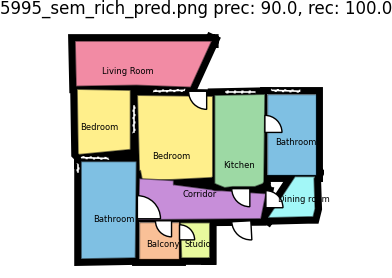 5995_sem_rich_pred.png prec: 90.0, rec: 100.0
Living Room
Bedroom
Bedroom
Bathroom
Kitchen
Corridor
Dining room
Bathroom
Balcony
Studio